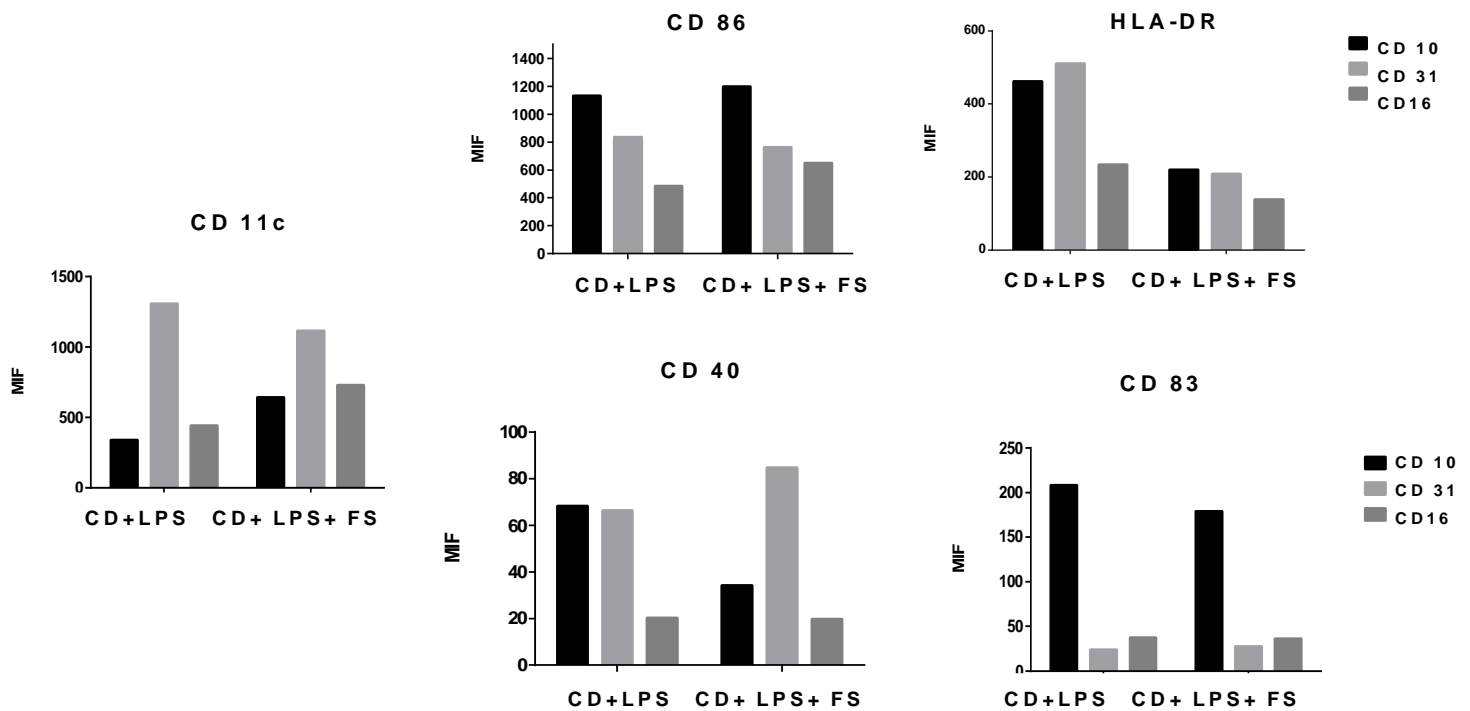 CD 86
1400
1200
1000
800
600
400
200
0
MIF
CD+LPS CD+ LPS+ FS
HLA-DR
600
400
200
0
MIF
CD+LPS CD+ LPS+ FS
CD 10
CD 31
CD16
CD 11c
1500
1000
500
0
MIF
CD+LPS CD+ LPS+ FS
CD 40
100
80
60
40
20
0
MIF
CD+LPS CD+ LPS+ FS
CD 83
250
200
150
100
50
0
MIF
CD+LPS CD+ LPS+ FS
CD 10
CD 31
CD16